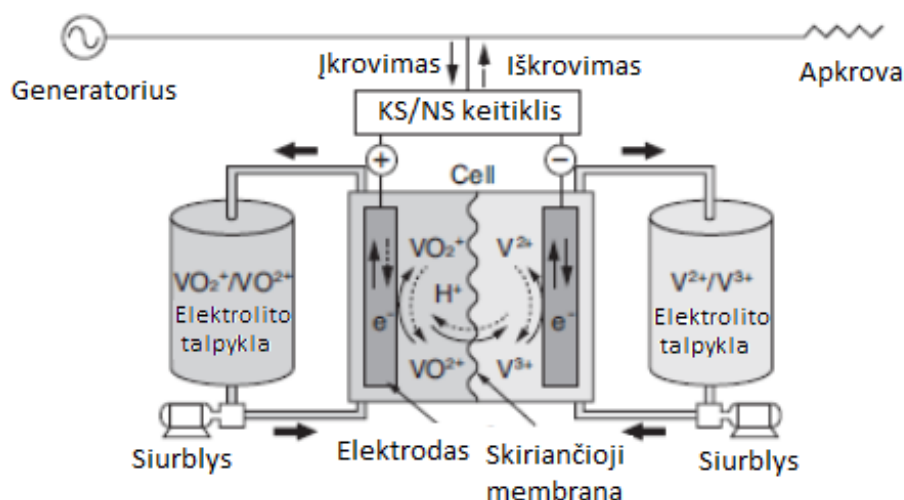 Generatorius
Įkrovimas
Iškrovimas
Apkrova
KS/NS keitiklis
+
−
Cell
VO₂⁺/VO²⁺
Elektrolito
talpykla
VO₂⁺
V²⁺
H⁺
e⁻
e⁻
VO²⁺
V³⁺
V²⁺/V³⁺
Elektrolito
talpykla
Siurblys
Elektrodas
Skiriančioji
membrana
Siurblys